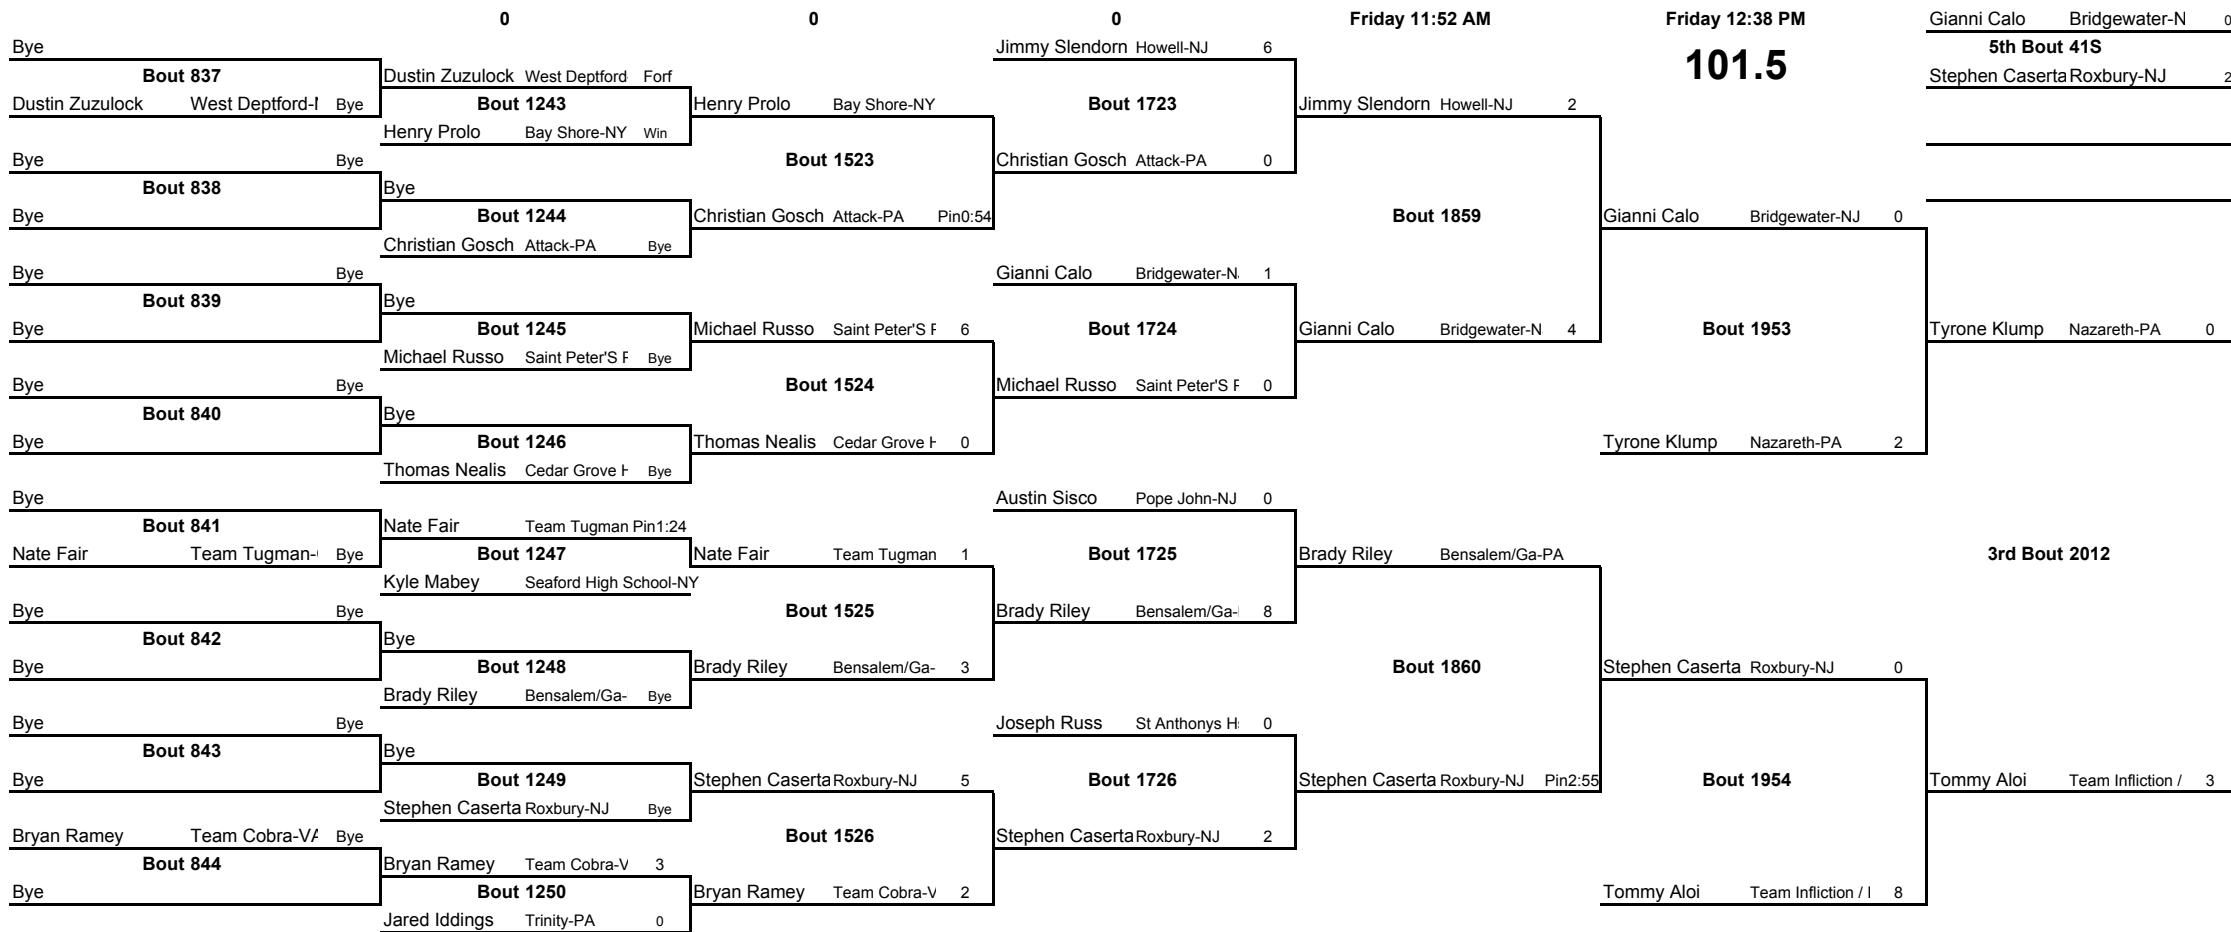 0 0 0 Friday 11:52 AM Friday 12:38 PM Gianni Calo Bridgewater-N 0
Bye Jimmy Slendorn Howell-NJ 6 101.5 5th Bout 41S
Bout 837 Dustin Zuzulock West Deptford Forf Stephen Caserta Roxbury-NJ 2
Dustin Zuzulock West Deptford- Bye Bout 1243 Henry Prolo Bay Shore-NY Bout 1723 Jimmy Slendorn Howell-NJ 2
Henry Prolo Bay Shore-NY Win
Bye Bye Bout 1523 Christian Gosch Attack-PA 0
Bout 838 Bye
Bye Bout 1244 Christian Gosch Attack-PA Pin0:54 Bout 1859 Gianni Calo Bridgewater-NJ 0
Christian Gosch Attack-PA Bye
Bye Bye Gianni Calo Bridgewater-N 1
Bout 839 Bye
Bye Bout 1245 Michael Russo Saint Peter'S 6 Bout 1724 Gianni Calo Bridgewater-N 4 Bout 1953 Tyrone Klump Nazareth-PA 0
Michael Russo Saint Peter'S Bye
Bye Bye Bout 1524 Michael Russo Saint Peter'S 0
Bout 840 Bye
Bye Bout 1246 Thomas Nealis Cedar Grove 0 Tyrone Klump Nazareth-PA 2
Thomas Nealis Cedar Grove Bye
Bye Austin Sisco Pope John-NJ 0
Bout 841 Nate Fair Team Tugman Pin1:24
Nate Fair Team Tugman- Bye Bout 1247 Nate Fair Team Tugman 1 Bout 1725 Brady Riley Bensalem/Ga-PA 3rd Bout 2012
Kyle Mabey Seaford High School-NY
Bye Bye Bout 1525 Brady Riley Bensalem/Ga- 8
Bout 842 Bye
Bye Bout 1248 Brady Riley Bensalem/Ga- 3 Bout 1860 Stephen Caserta Roxbury-NJ 0
Brady Riley Bensalem/Ga- Bye
Bye Bye Joseph Russ St Anthonys 0
Bout 843 Bye
Bye Bout 1249 Stephen Caserta Roxbury-NJ 5 Bout 1726 Stephen Caserta Roxbury-NJ Pin2:55 Bout 1954 Tommy Aloi Team Infliction / 3
Stephen Caserta Roxbury-NJ Bye
Bryan Ramey Team Cobra-VA Bye Bout 1526 Stephen Caserta Roxbury-NJ 2
Bout 844 Bryan Ramey Team Cobra-V 3
Bye Bout 1250 Bryan Ramey Team Cobra-V 2 Tommy Aloi Team Infliction / 8
Jared Iddings Trinity-PA 0